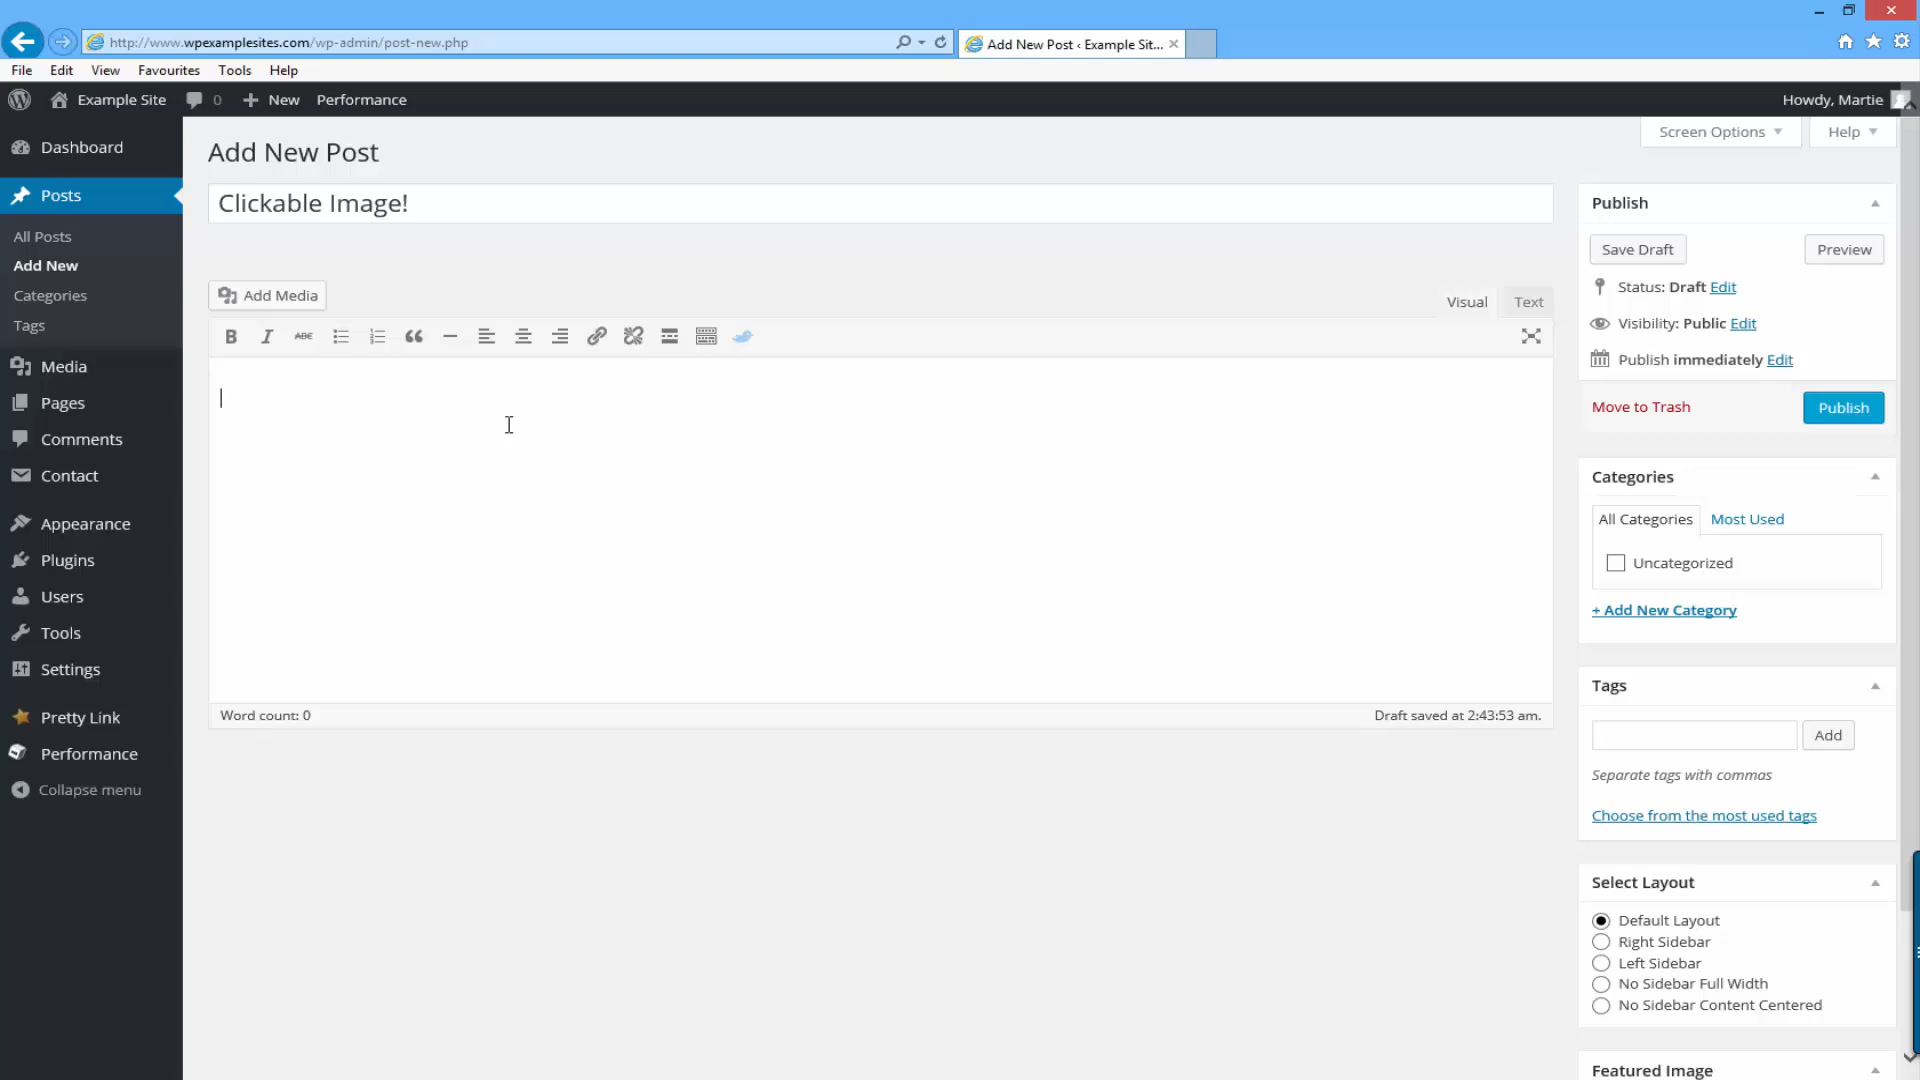 http://www.wpexamplesites.com/wp-admin/post-new.php
Add New Post ‹ Example Sit...
File Edit View Favourites Tools Help
Example Site 0 New Performance
Howdy, Martie
Dashboard
Posts
All Posts
Add New
Categories
Tags
Media
Pages
Comments
Contact
Appearance
Plugins
Users
Tools
Settings
Pretty Link
Performance
Collapse menu
Screen Options
Help
Add New Post
Clickable Image!
Add Media
Visual Text
B I ABC
Word count: 0
Draft saved at 2:43:53 am.
Publish
Save Draft Preview
Status: Draft Edit
Visibility: Public Edit
Publish immediately Edit
Move to Trash Publish
Categories
All Categories Most Used
Uncategorized
+ Add New Category
Tags
Add
Separate tags with commas
Choose from the most used tags
Select Layout
Default Layout
Right Sidebar
Left Sidebar
No Sidebar Full Width
No Sidebar Content Centered
Featured Image